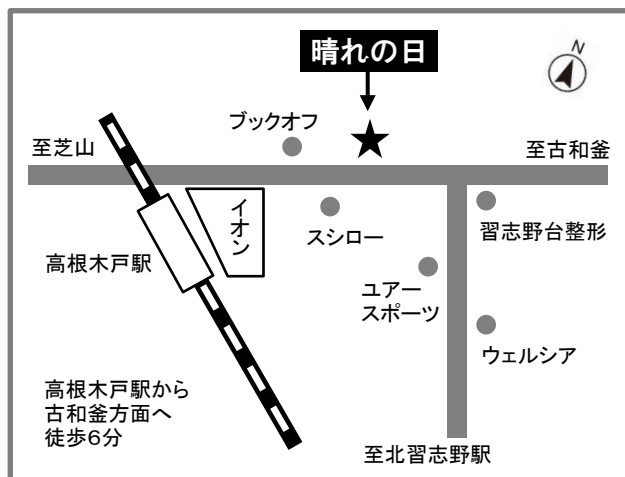 晴れの日
N
ブックオフ
至芝山
至古和釜
イオン
スシロー
習志野台整形
高根木戸駅
ユアー
スポーツ
ウェルシア
高根木戸駅から
古和釜方面へ
徒歩6分
至北習志野駅